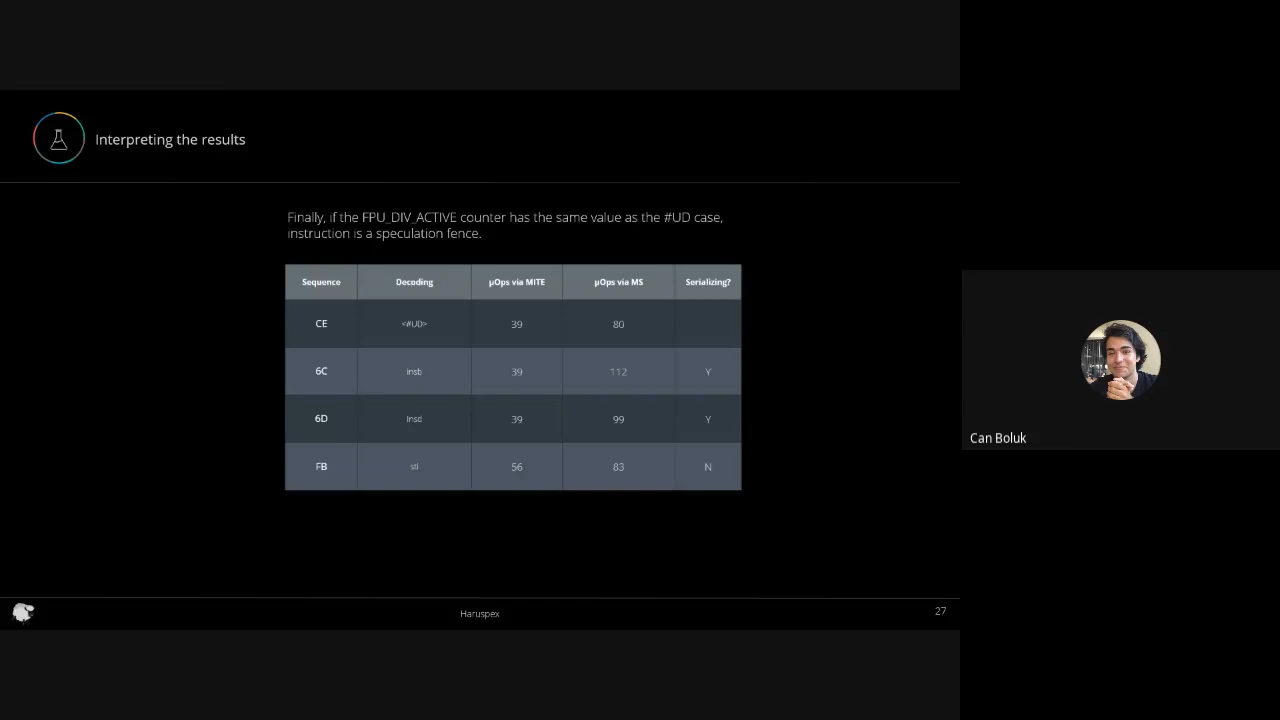 Interpreting the results
Finally, if the FPU_DIV_ACTIVE counter has the same value as the #UD case,
instruction is a speculation fence.
Sequence Decoding µOps via MITE µOps via MS Serializing?
CE <#UD> 39 80
6C insb 39 112 Y
6D insd 39 99 Y
FB sti 56 83 N
Can Boluk
Haruspex 27